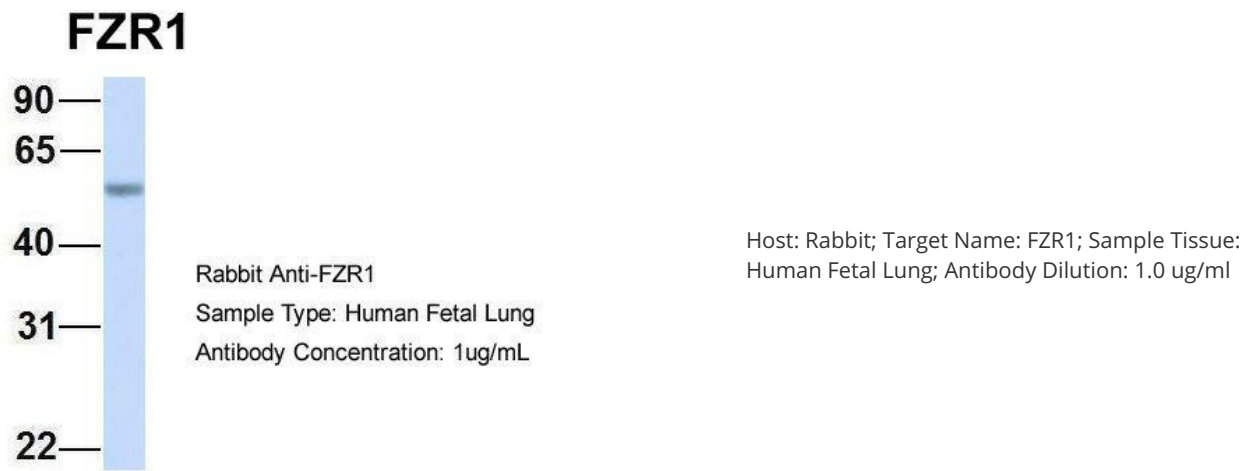 FZR1
90
65
40
31
22
Rabbit Anti-FZR1
Sample Type: Human Fetal Lung
Antibody Concentration: 1ug/mL
Host: Rabbit; Target Name: FZR1; Sample Tissue:
Human Fetal Lung; Antibody Dilution: 1.0 ug/ml